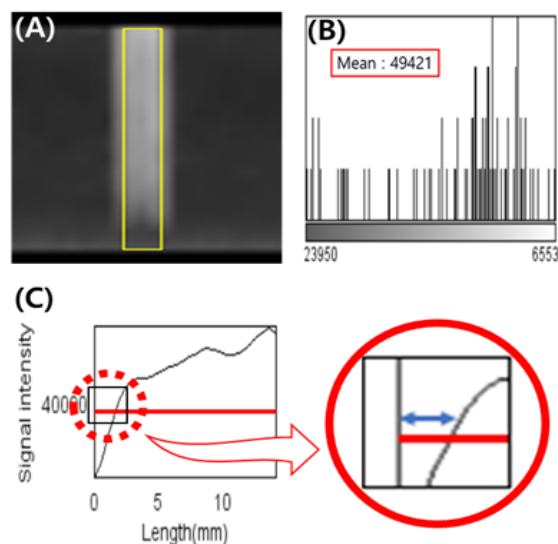 (A)
(B)
Mean : 49421
23950
6553
(C)
Signal intensity
40000
0
5
10
Length(mm)